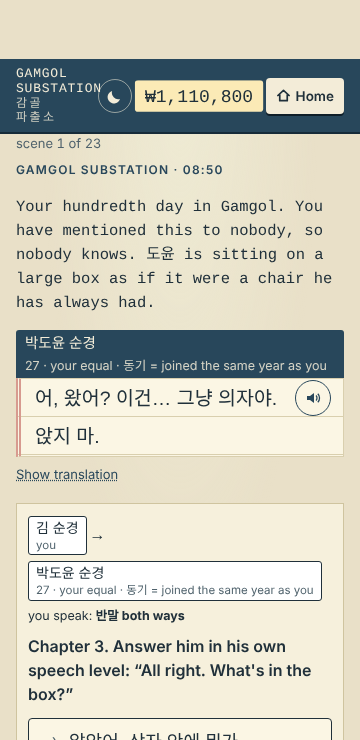 GAMGOL
SUBSTATION
감골
파출소
₩1,110,800
Home
scene 1 of 23
GAMGOL SUBSTATION · 08:50
Your hundredth day in Gamgol. You
have mentioned this to nobody, so
nobody knows. 도윤 is sitting on a
large box as if it were a chair he
has always had.
박도윤 순경
27 · your equal · 동기 = joined the same year as you
어, 왔어? 이건… 그냥 의자야.
앉지 마.
Show translation
김 순경
you
→
박도윤 순경
27 · your equal · 동기 = joined the same year as you
you speak: 반말 both ways
Chapter 3. Answer him in his own
speech level: “All right. What's in the
box?”